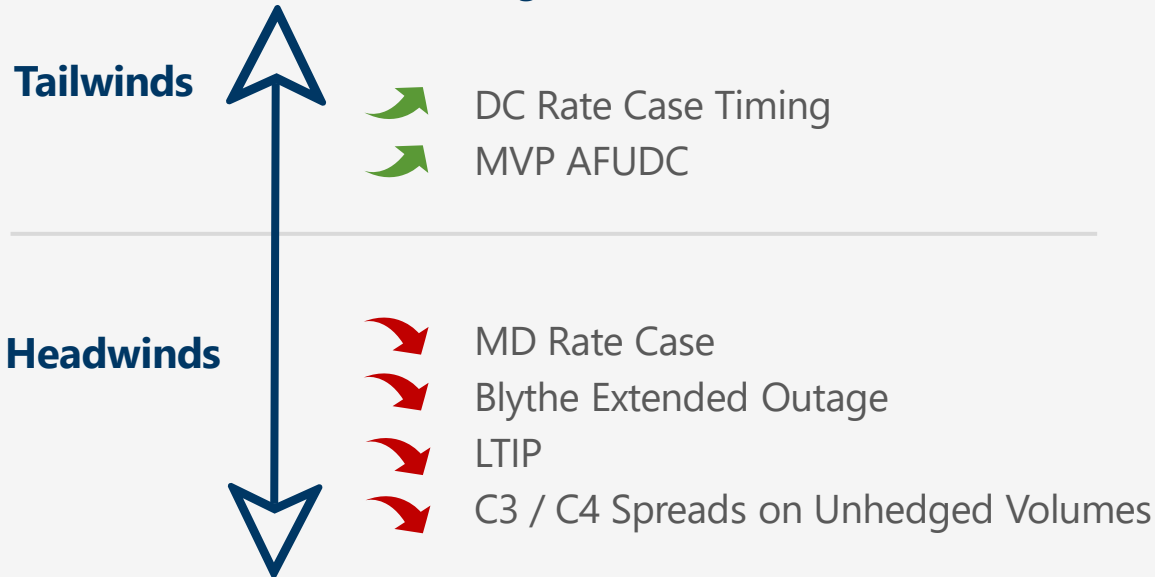 Tailwinds
DC Rate Case Timing
MVP AFUDC
Headwinds
MD Rate Case
Blythe Extended Outage
LTIP
C3 / C4 Spreads on Unhedged Volumes